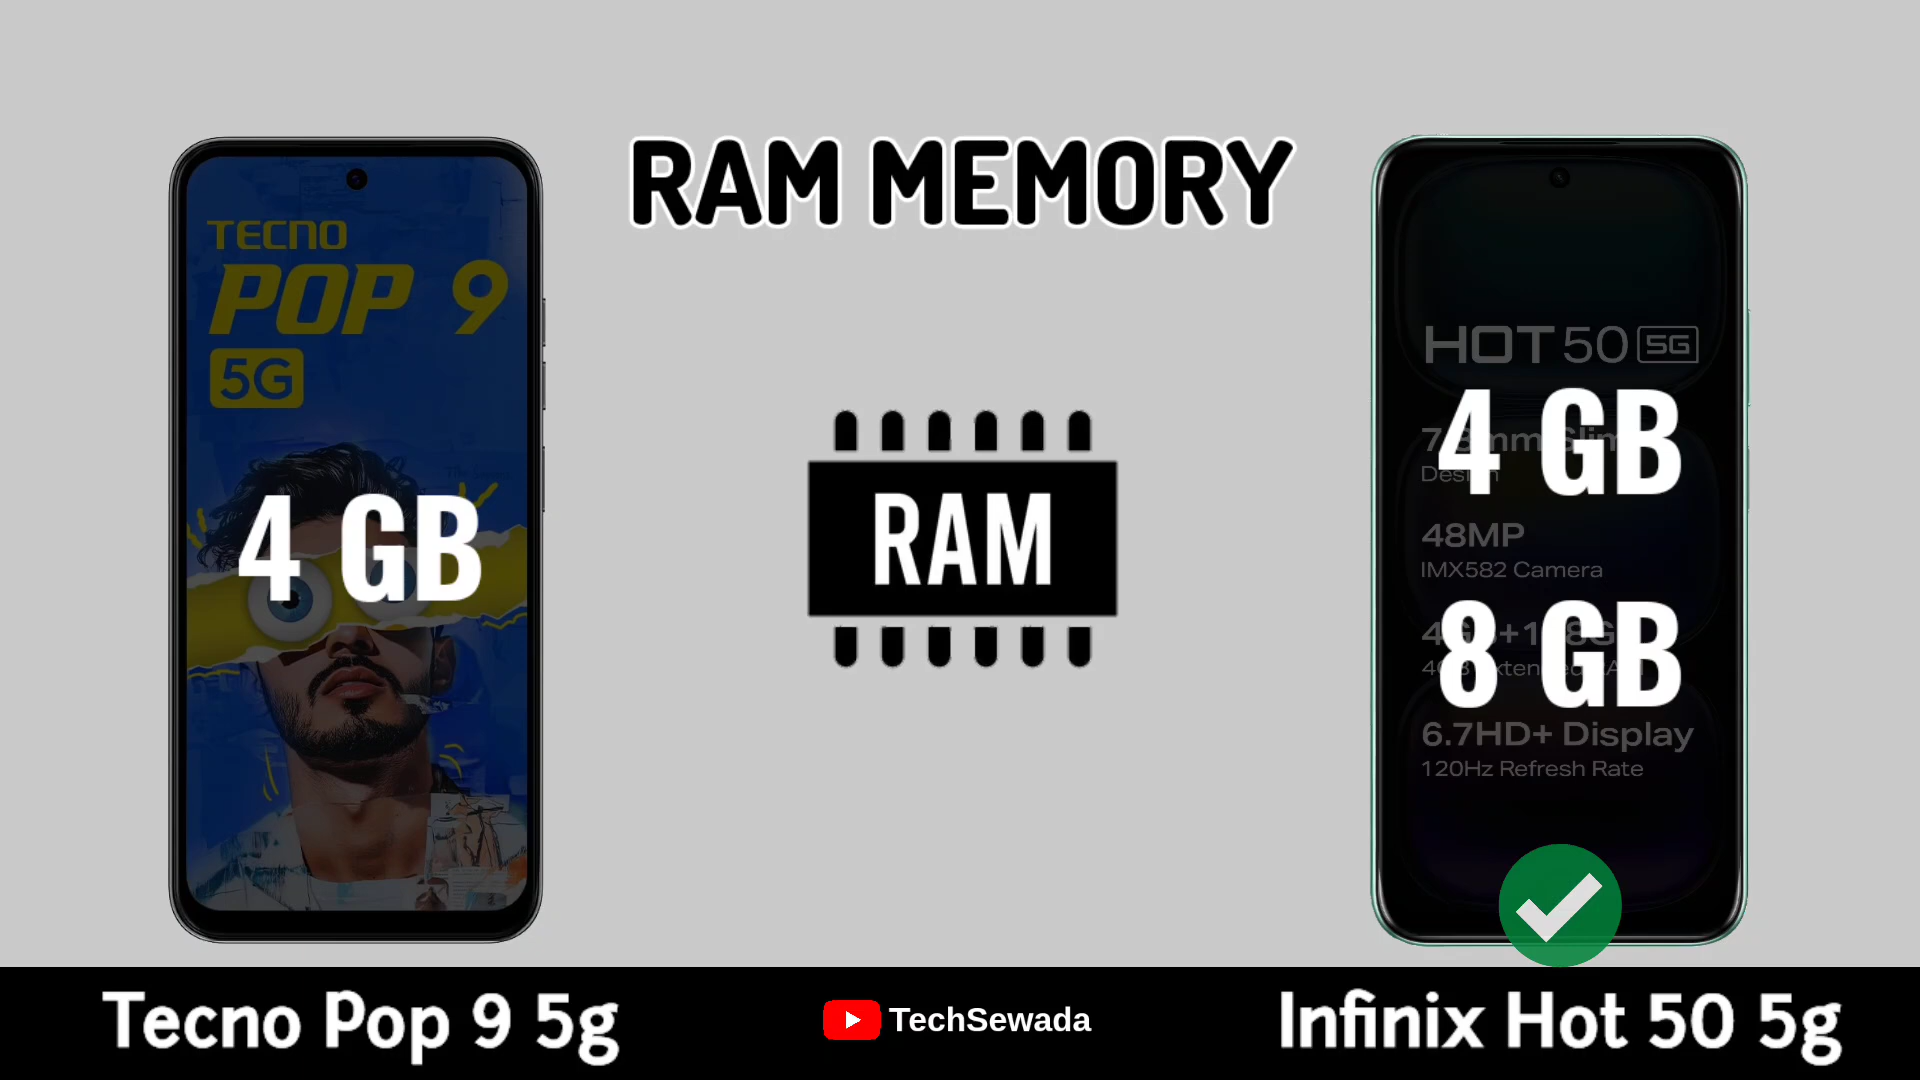 RAM MEMORY
TECNO
POP 9
5G
4 GB
RAM
HOT 50 5G
4 GB
48MP
IMX582 Camera
8 GB
6.7HD+ Display
120Hz Refresh Rate
Tecno Pop 9 5g
TechSewada
Infinix Hot 50 5g